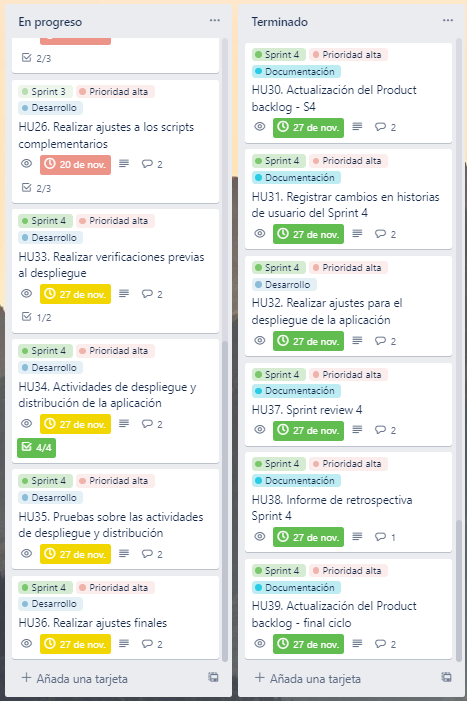 En progreso
2/3
Sprint 3 Prioridad alta
Desarrollo
HU26. Realizar ajustes a los scripts
complementarios
20 de nov. 2
2/3
Sprint 4 Prioridad alta
Desarrollo
HU33. Realizar verificaciones previas
al despliegue
27 de nov. 2
1/2
Sprint 4 Prioridad alta
Desarrollo
HU34. Actividades de despliegue y
distribución de la aplicación
27 de nov. 2
4/4
Sprint 4 Prioridad alta
Desarrollo
HU35. Pruebas sobre las actividades
de despliegue y distribución
27 de nov. 2
Sprint 4 Prioridad alta
Desarrollo
HU36. Realizar ajustes finales
27 de nov. 2
+ Añada una tarjeta
Terminado
Sprint 4 Prioridad alta
Documentación
HU30. Actualización del Product
backlog - S4
27 de nov. 2
Sprint 4 Prioridad alta
Documentación
HU31. Registrar cambios en historias
de usuario del Sprint 4
27 de nov. 2
Sprint 4 Prioridad alta
Desarrollo
HU32. Realizar ajustes para el
despliegue de la aplicación
27 de nov. 2
Sprint 4 Prioridad alta
Documentación
HU37. Sprint review 4
27 de nov. 2
Sprint 4 Prioridad alta
Documentación
HU38. Informe de retrospectiva
Sprint 4
27 de nov. 1
Sprint 4 Prioridad alta
Documentación
HU39. Actualización del Product
backlog - final ciclo
27 de nov. 2
+ Añada una tarjeta